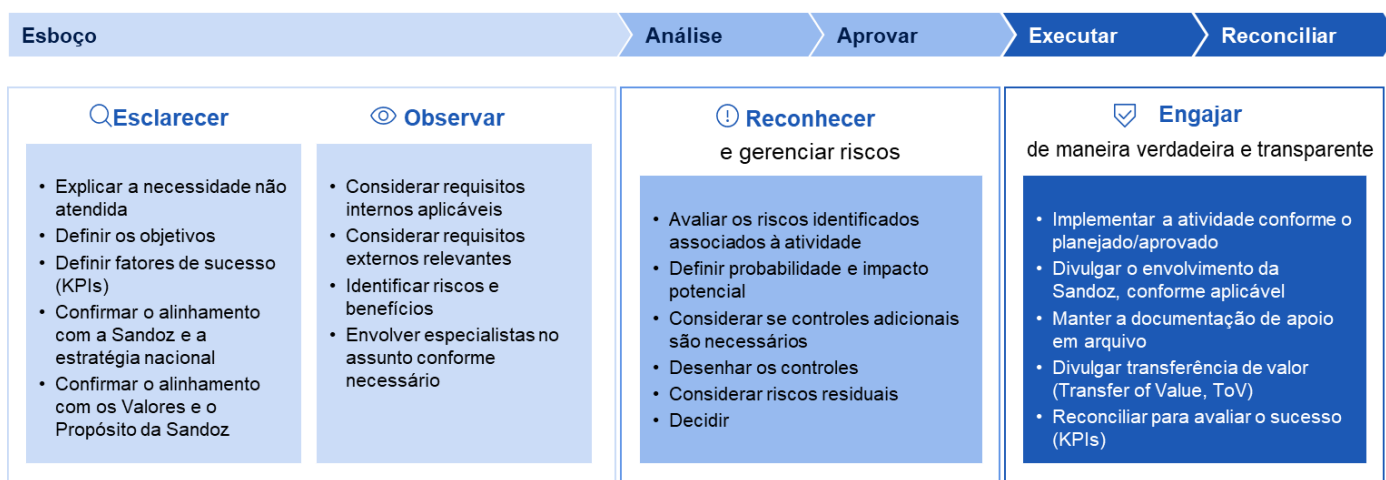 Esboço
Análise
Aprovar
Executar
Reconciliar
Esclarecer
• Explicar a necessidade não
atendida
• Definir os objetivos
• Definir fatores de sucesso
(KPIs)
• Confirmar o alinhamento
com a Sandoz e a
estratégia nacional
• Confirmar o alinhamento
com os Valores e o
Propósito da Sandoz
Observar
• Considerar requisitos
internos aplicáveis
• Considerar requisitos
externos relevantes
• Identificar riscos e
benefícios
• Envolver especialistas no
assunto conforme
necessário
Reconhecer
e gerenciar riscos
• Avaliar os riscos identificados
associados à atividade
• Definir probabilidade e impacto
potencial
• Considerar se controles adicionais
são necessários
• Desenhar os controles
• Considerar riscos residuais
• Decidir
Engajar
de maneira verdadeira e transparente
• Implementar a atividade conforme o
planejado/aprovado
• Divulgar o envolvimento da
Sandoz, conforme aplicável
• Manter a documentação de apoio
em arquivo
• Divulgar transferência de valor
(Transfer of Value, ToV)
• Reconciliar para avaliar o sucesso
(KPIs)